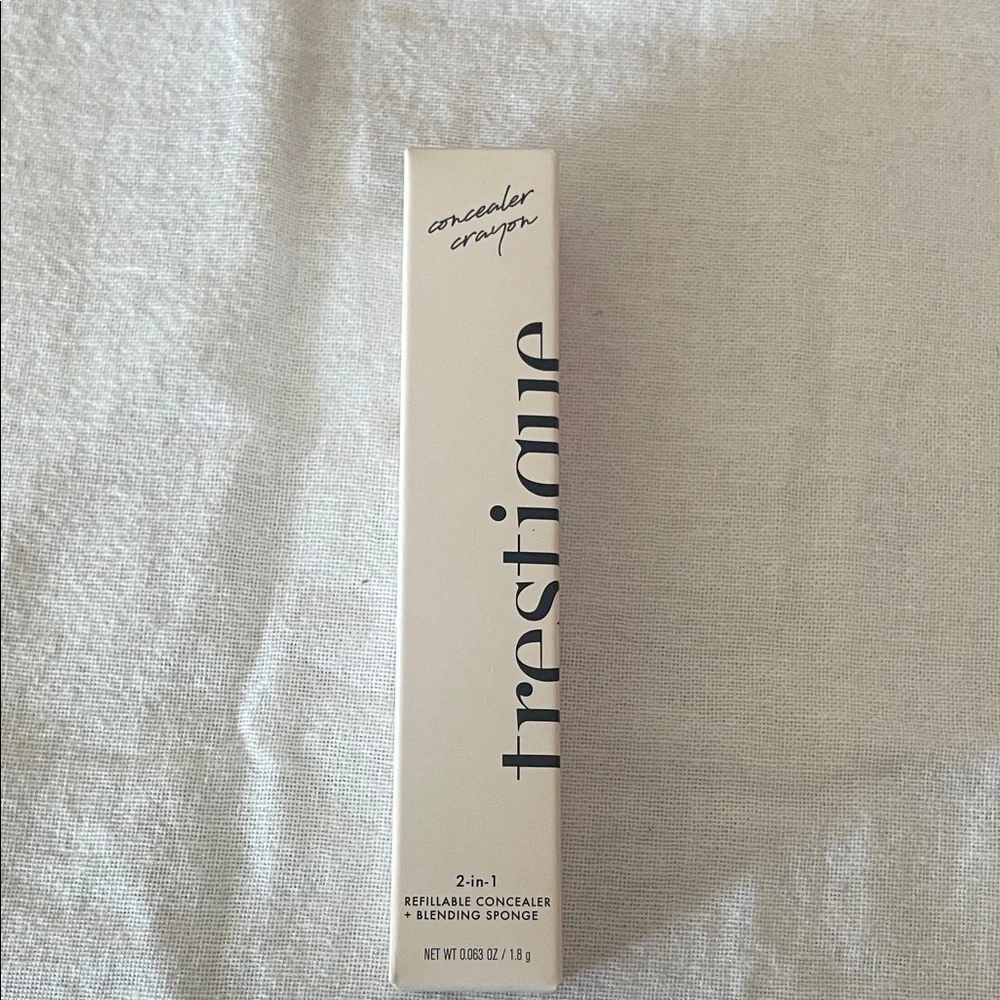 concealer
crayon
trestique
2-in-1
REFILLABLE CONCEALER
+ BLENDING SPONGE
NET WT 0.063 OZ / 1.8 g